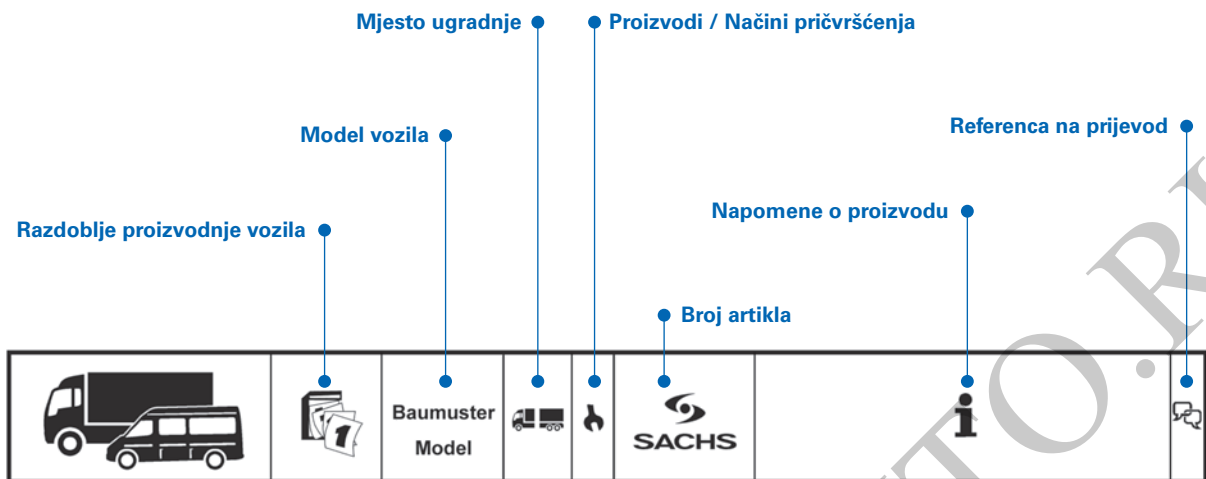 Mjesto ugradnje
Proizvodi / Načini pričvršćenja
Model vozila
Referenca na prijevod
Razdoblje proizvodnje vozila
Napomene o proizvodu
Broj artikla
1
Baumuster
Model
SACHS
i